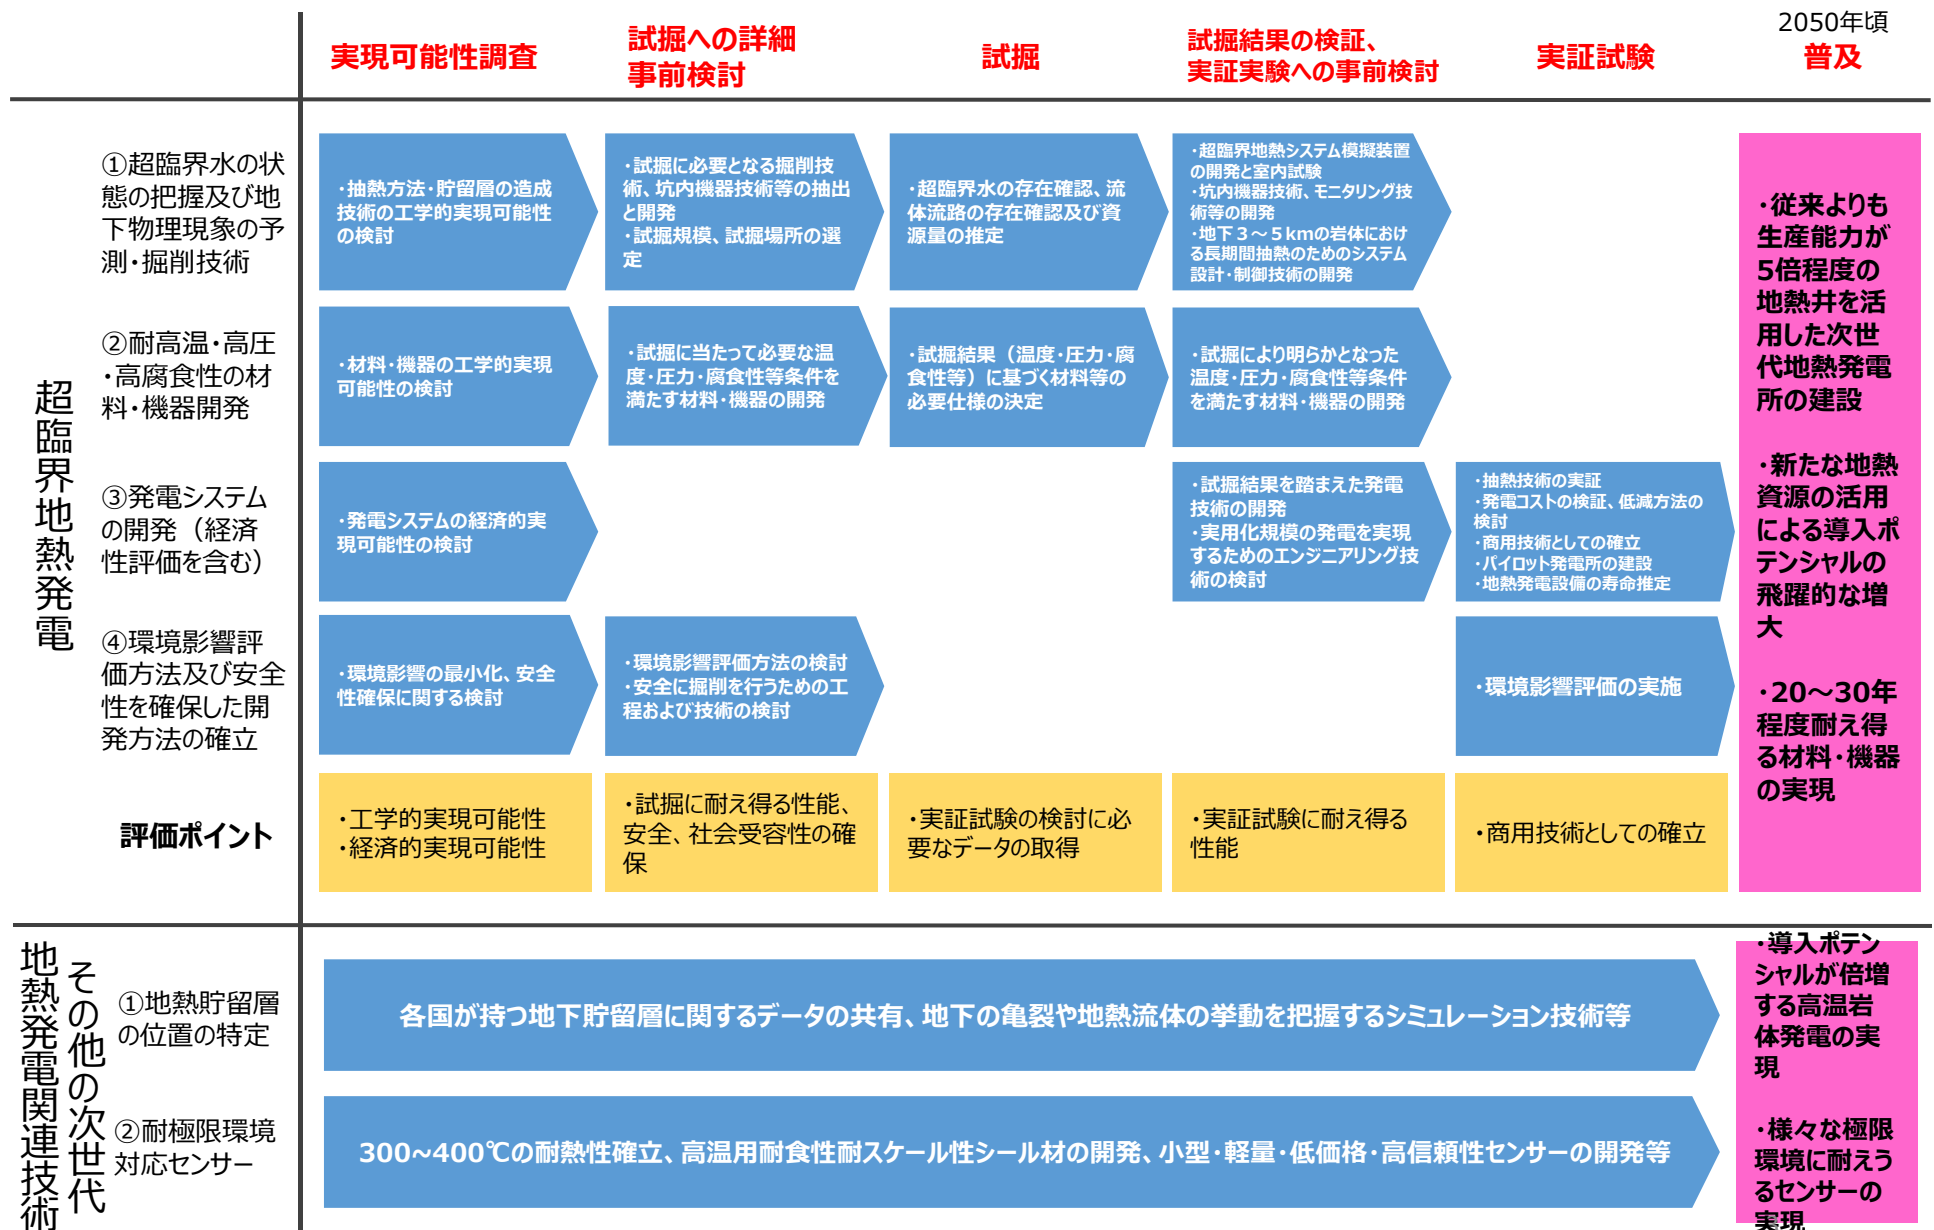 2050年頃
実現可能性調査
試掘への詳細
事前検討
試掘
試掘結果の検証、
実証実験への事前検討
実証試験
普及
超臨界地熱発電
①超臨界水の状
態の把握及び地
下物理現象の予
測・掘削技術
・抽熱方法・貯留層の造成
技術の工学的実現可能性
の検討
・試掘に必要となる掘削技
術、坑内機器技術等の抽出
と開発
・試掘規模、試掘場所の選
定
・超臨界水の存在確認、流
体流路の存在確認及び資
源量の推定
・超臨界地熱システム模擬装置
の開発と室内試験
・坑内機器技術、モニタリング技
術等の開発
・地下３～５kmの岩体におけ
る長期間抽熱のためのシステム
設計・制御技術の開発
②耐高温・高圧
・高腐食性の材
料・機器開発
・材料・機器の工学的実現
可能性の検討
・試掘に当たって必要な温
度・圧力・腐食性等条件を
満たす材料・機器の開発
・試掘結果（温度・圧力・腐
食性等）に基づく材料等の
必要仕様の決定
・試掘により明らかとなった
温度・圧力・腐食性等条件
を満たす材料・機器の開発
③発電システム
の開発（経済
性評価を含む）
・発電システムの経済的実
現可能性の検討
・試掘結果を踏まえた発電
技術の開発
・実用化規模の発電を実現
するためのエンジニアリング技
術の検討
・抽熱技術の実証
・発電コストの検証、低減方法の
検討
・商用技術としての確立
・パイロット発電所の建設
・地熱発電設備の寿命推定
④環境影響評
価方法及び安全
性を確保した開
発方法の確立
・環境影響の最小化、安全
性確保に関する検討
・環境影響評価方法の検討
・安全に掘削を行うための工
程および技術の検討
・環境影響評価の実施
評価ポイント
・工学的実現可能性
・経済的実現可能性
・試掘に耐え得る性能、
安全、社会受容性の確
保
・実証試験の検討に必
要なデータの取得
・実証試験に耐え得る
性能
・商用技術としての確立
・従来よりも
生産能力が
5倍程度の
地熱井を活
用した次世
代地熱発電
所の建設
・新たな地熱
資源の活用
による導入ポ
テンシャルの
飛躍的な増
大
・20～30年
程度耐え得
る材料・機器
の実現
その他の次世代
地熱発電関連技術
①地熱貯留層
の位置の特定
各国が持つ地下貯留層に関するデータの共有、地下の亀裂や地熱流体の挙動を把握するシミュレーション技術等
②耐極限環境
対応センサー
300~400℃の耐熱性確立、高温用耐食性耐スケール性シール材の開発、小型・軽量・低価格・高信頼性センサーの開発等
・導入ポテン
シャルが倍増
する高温岩
体発電の実
現
・様々な極限
環境に耐えう
るセンサーの
実現